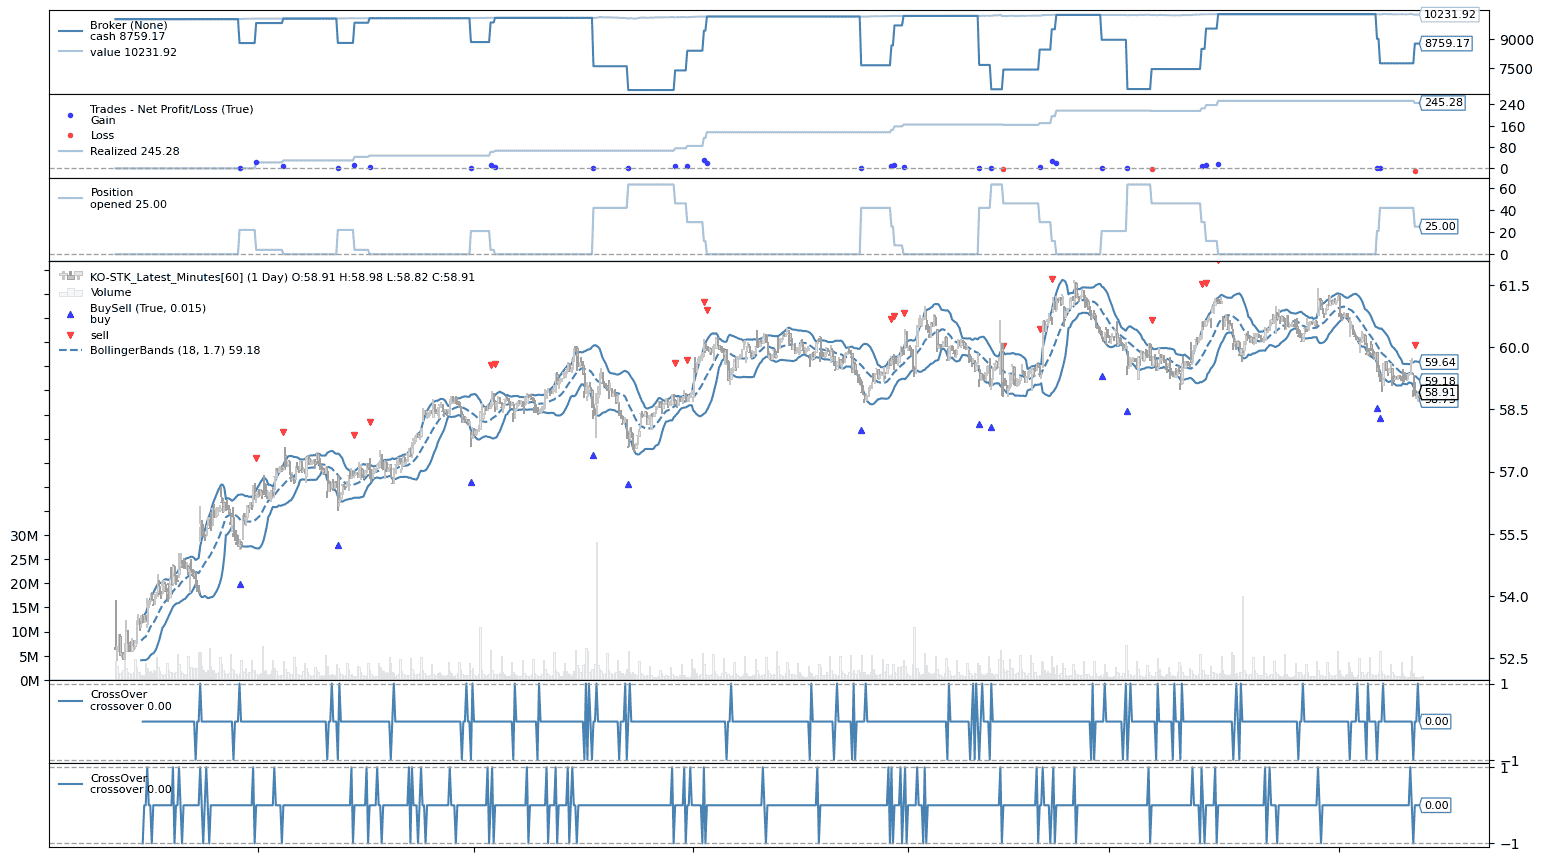 Broker (None)
cash 8759.17
value 10231.92
10231.92
9000
8759.17
7500
Trades - Net Profit/Loss (True)
Gain
Loss
Realized 245.28
245.28
240
160
80
0
Position
opened 25.00
60
40
25.00
20
0
KO-STK_Latest_Minutes[60] (1 Day) O:58.91 H:58.98 L:58.82 C:58.91
Volume
BuySell (True, 0.015)
buy
sell
BollingerBands (18, 1.7) 59.18
61.5
60.0
59.64
59.18
58.91
58.5
57.0
55.5
54.0
52.5
30M
25M
20M
15M
10M
5M
0M
CrossOver
crossover 0.00
1
0.00
−1
CrossOver
crossover 0.00
1
0.00
−1